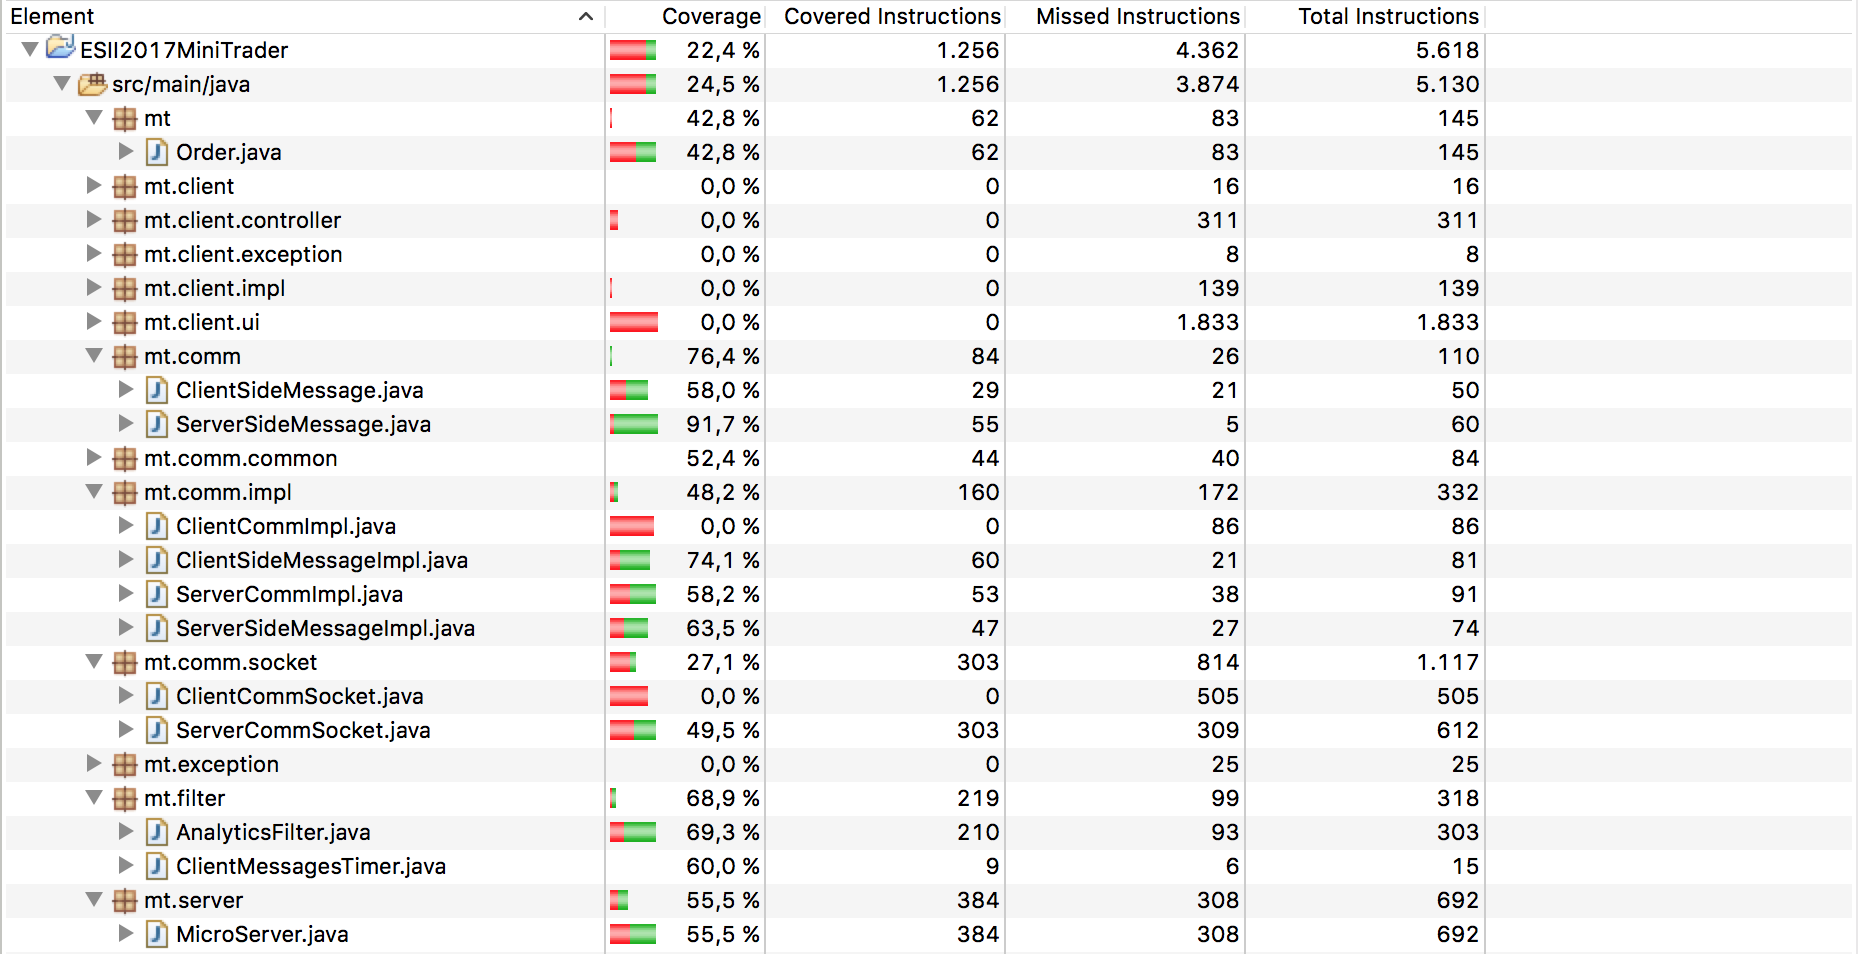 Element Coverage Covered Instructions Missed Instructions Total Instructions
ESII2017MiniTrader 22,4 % 1.256 4.362 5.618
src/main/java 24,5 % 1.256 3.874 5.130
mt 42,8 % 62 83 145
Order.java 42,8 % 62 83 145
mt.client 0,0 % 0 16 16
mt.client.controller 0,0 % 0 311 311
mt.client.exception 0,0 % 0 8 8
mt.client.impl 0,0 % 0 139 139
mt.client.ui 0,0 % 0 1.833 1.833
mt.comm 76,4 % 84 26 110
ClientSideMessage.java 58,0 % 29 21 50
ServerSideMessage.java 91,7 % 55 5 60
mt.comm.common 52,4 % 44 40 84
mt.comm.impl 48,2 % 160 172 332
ClientCommImpl.java 0,0 % 0 86 86
ClientSideMessageImpl.java 74,1 % 60 21 81
ServerCommImpl.java 58,2 % 53 38 91
ServerSideMessageImpl.java 63,5 % 47 27 74
mt.comm.socket 27,1 % 303 814 1.117
ClientCommSocket.java 0,0 % 0 505 505
ServerCommSocket.java 49,5 % 303 309 612
mt.exception 0,0 % 0 25 25
mt.filter 68,9 % 219 99 318
AnalyticsFilter.java 69,3 % 210 93 303
ClientMessagesTimer.java 60,0 % 9 6 15
mt.server 55,5 % 384 308 692
MicroServer.java 55,5 % 384 308 692